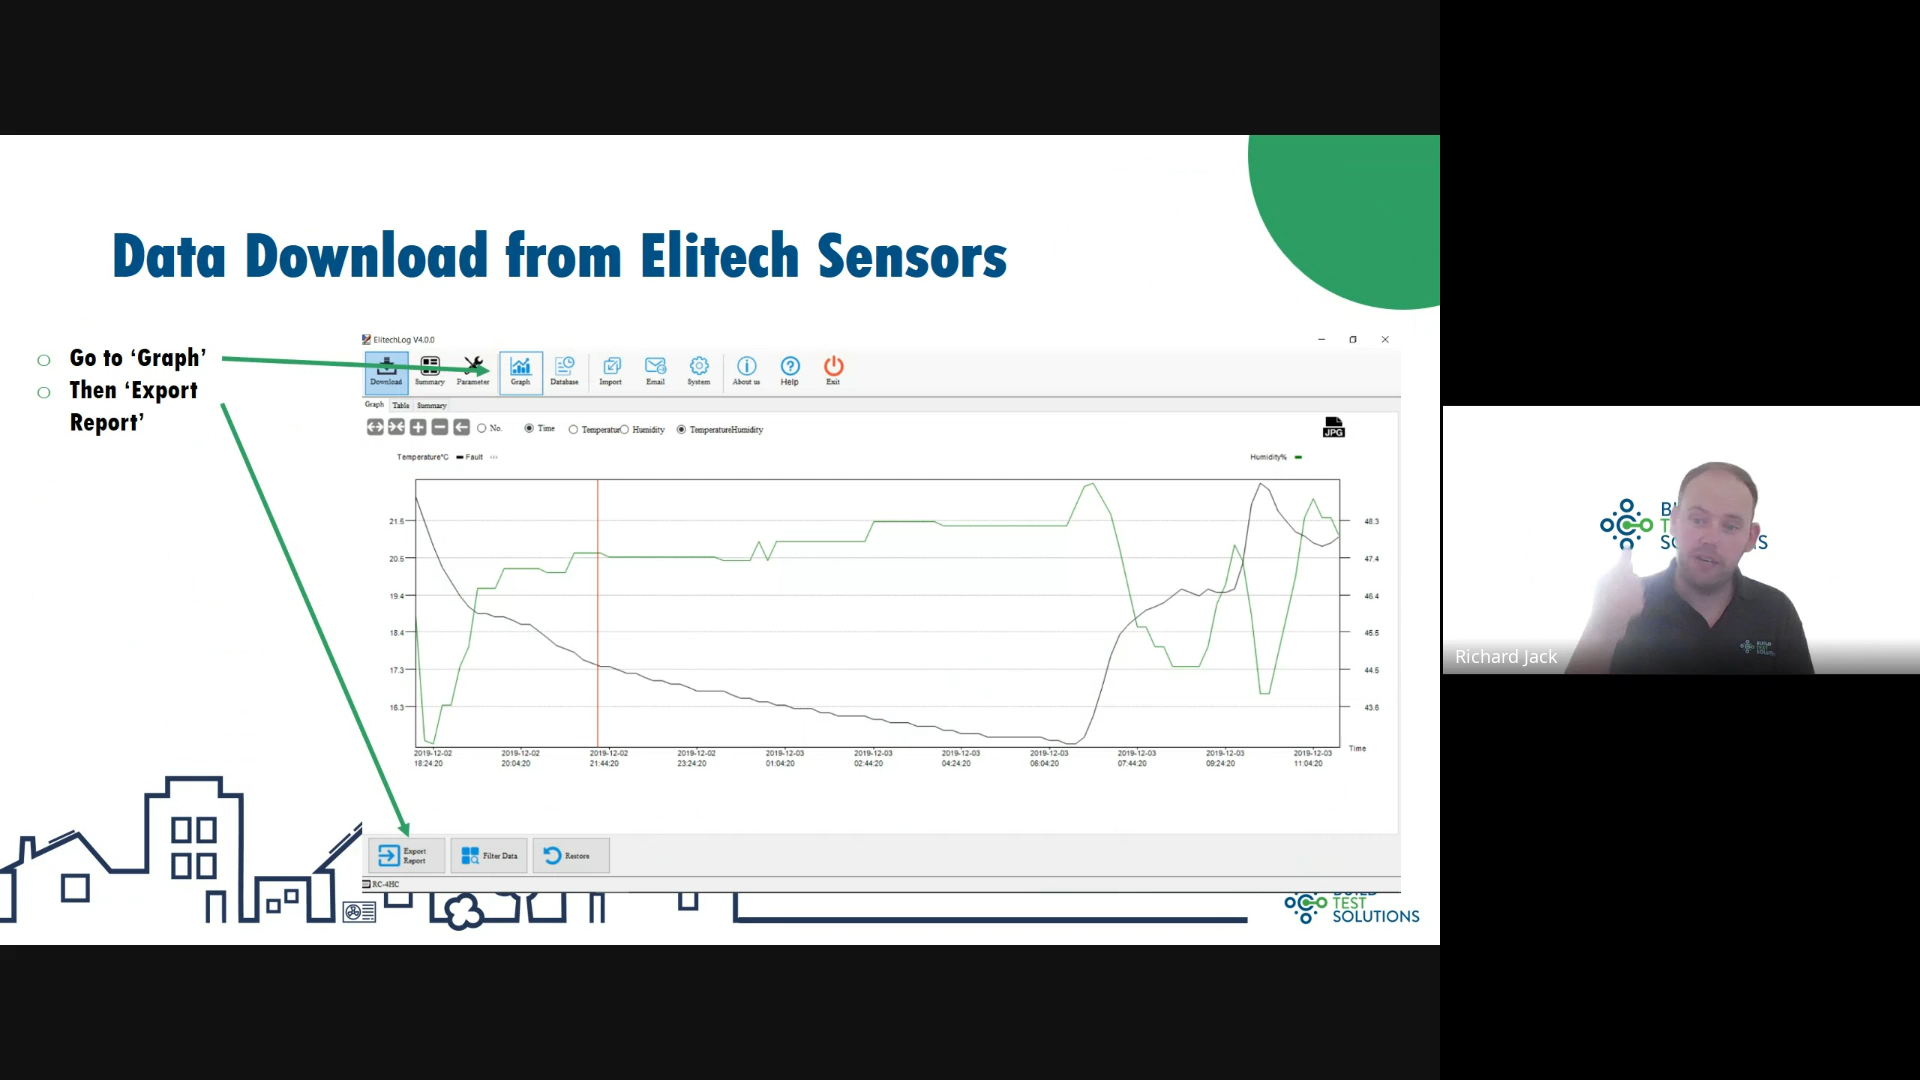 Data Download from Elitech Sensors
Go to ‘Graph’
Then ‘Export
Report’
ElitechLog V4.0.0
Download Summary Parameter Graph Database Import Email System About us Help Exit
Graph Table Summary
No. Time Temperatur Humidity TemperatureHumidity
JPG
Temperature°C Fault Humidity%
21.5 48.3
20.5 47.4
19.4 46.4
18.4 45.5
17.3 44.5
16.3 43.6
2019-12-02 2019-12-02 2019-12-02 2019-12-02 2019-12-03 2019-12-03 2019-12-03 2019-12-03 2019-12-03 2019-12-03 2019-12-03 Time
18:24:20 20:04:20 21:44:20 23:24:20 01:04:20 02:44:20 04:24:20 06:04:20 07:44:20 09:24:20 11:04:20
Export
Report
Filter Data
Restore
RC-4HC
BUILD
TEST
SOLUTIONS
Richard Jack
BUILD
TEST
SOLUTIONS